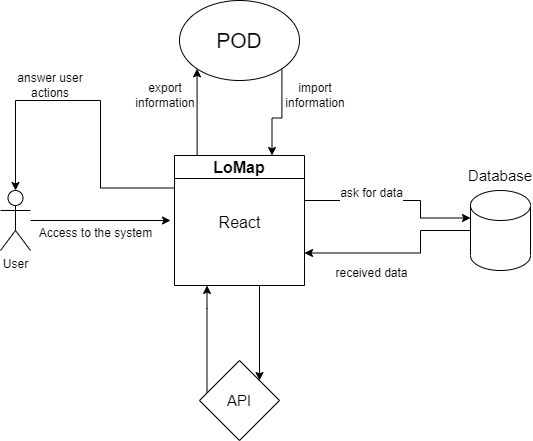 POD
answer user
actions
export
information
import
information
LoMap
React
ask for data
Database
Access to the system
User
received data
API